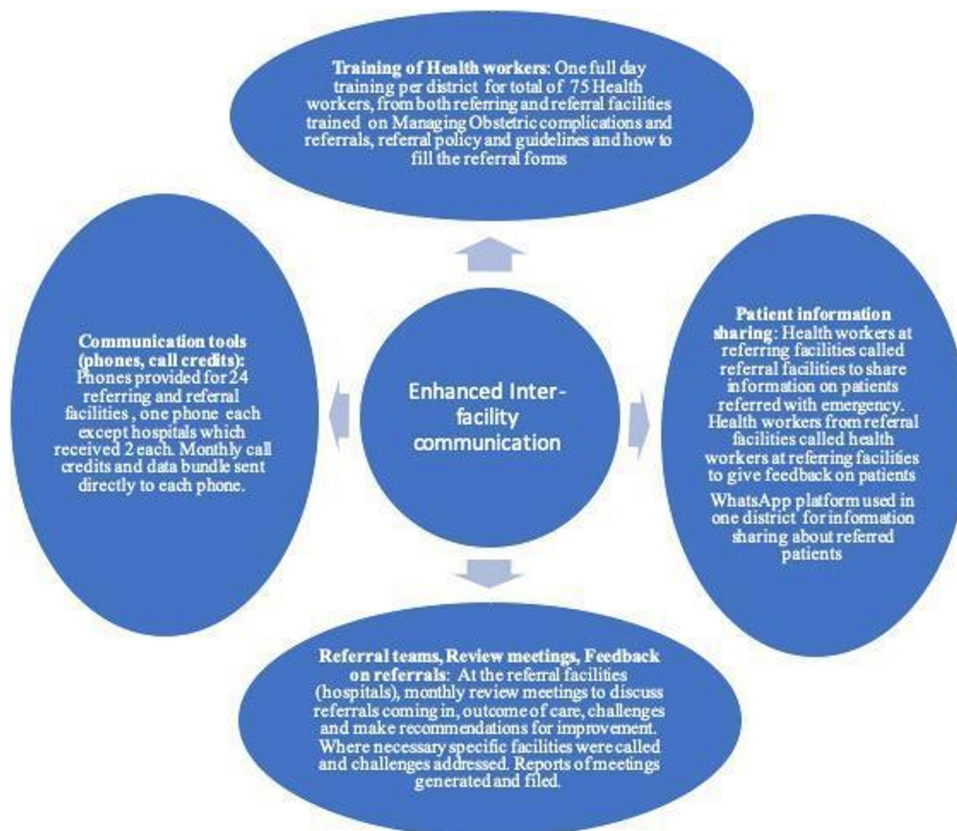 Training of Health workers: One full day
training per district for total of 75 Health
workers, from both referring and referral facilities
trained on Managing Obstetric complications and
referrals, referral policy and guidelines and how to
fill the referral forms
Communication tools
(phones, call credits):
Phones provided for 24
referring and referral
facilities , one phone each
except hospitals which
received 2 each. Monthly call
credits and data bundle sent
directly to each phone.
Enhanced Inter-
facility
communication
Patient information
sharing: Health workers at
referring facilities called
referral facilities to share
information on patients
referred with emergency.
Health workers from referral
facilities called health
workers at referring facilities
to give feedback on patients
WhatsApp platform used in
one district for information
sharing about referred
patients
Referral teams, Review meetings, Feedback
on referrals: At the referral facilities
(hospitals), monthly review meetings to discuss
referrals coming in, outcome of care, challenges
and make recommendations for improvement.
Where necessary specific facilities were called
and challenges addressed. Reports of meetings
generated and filed.